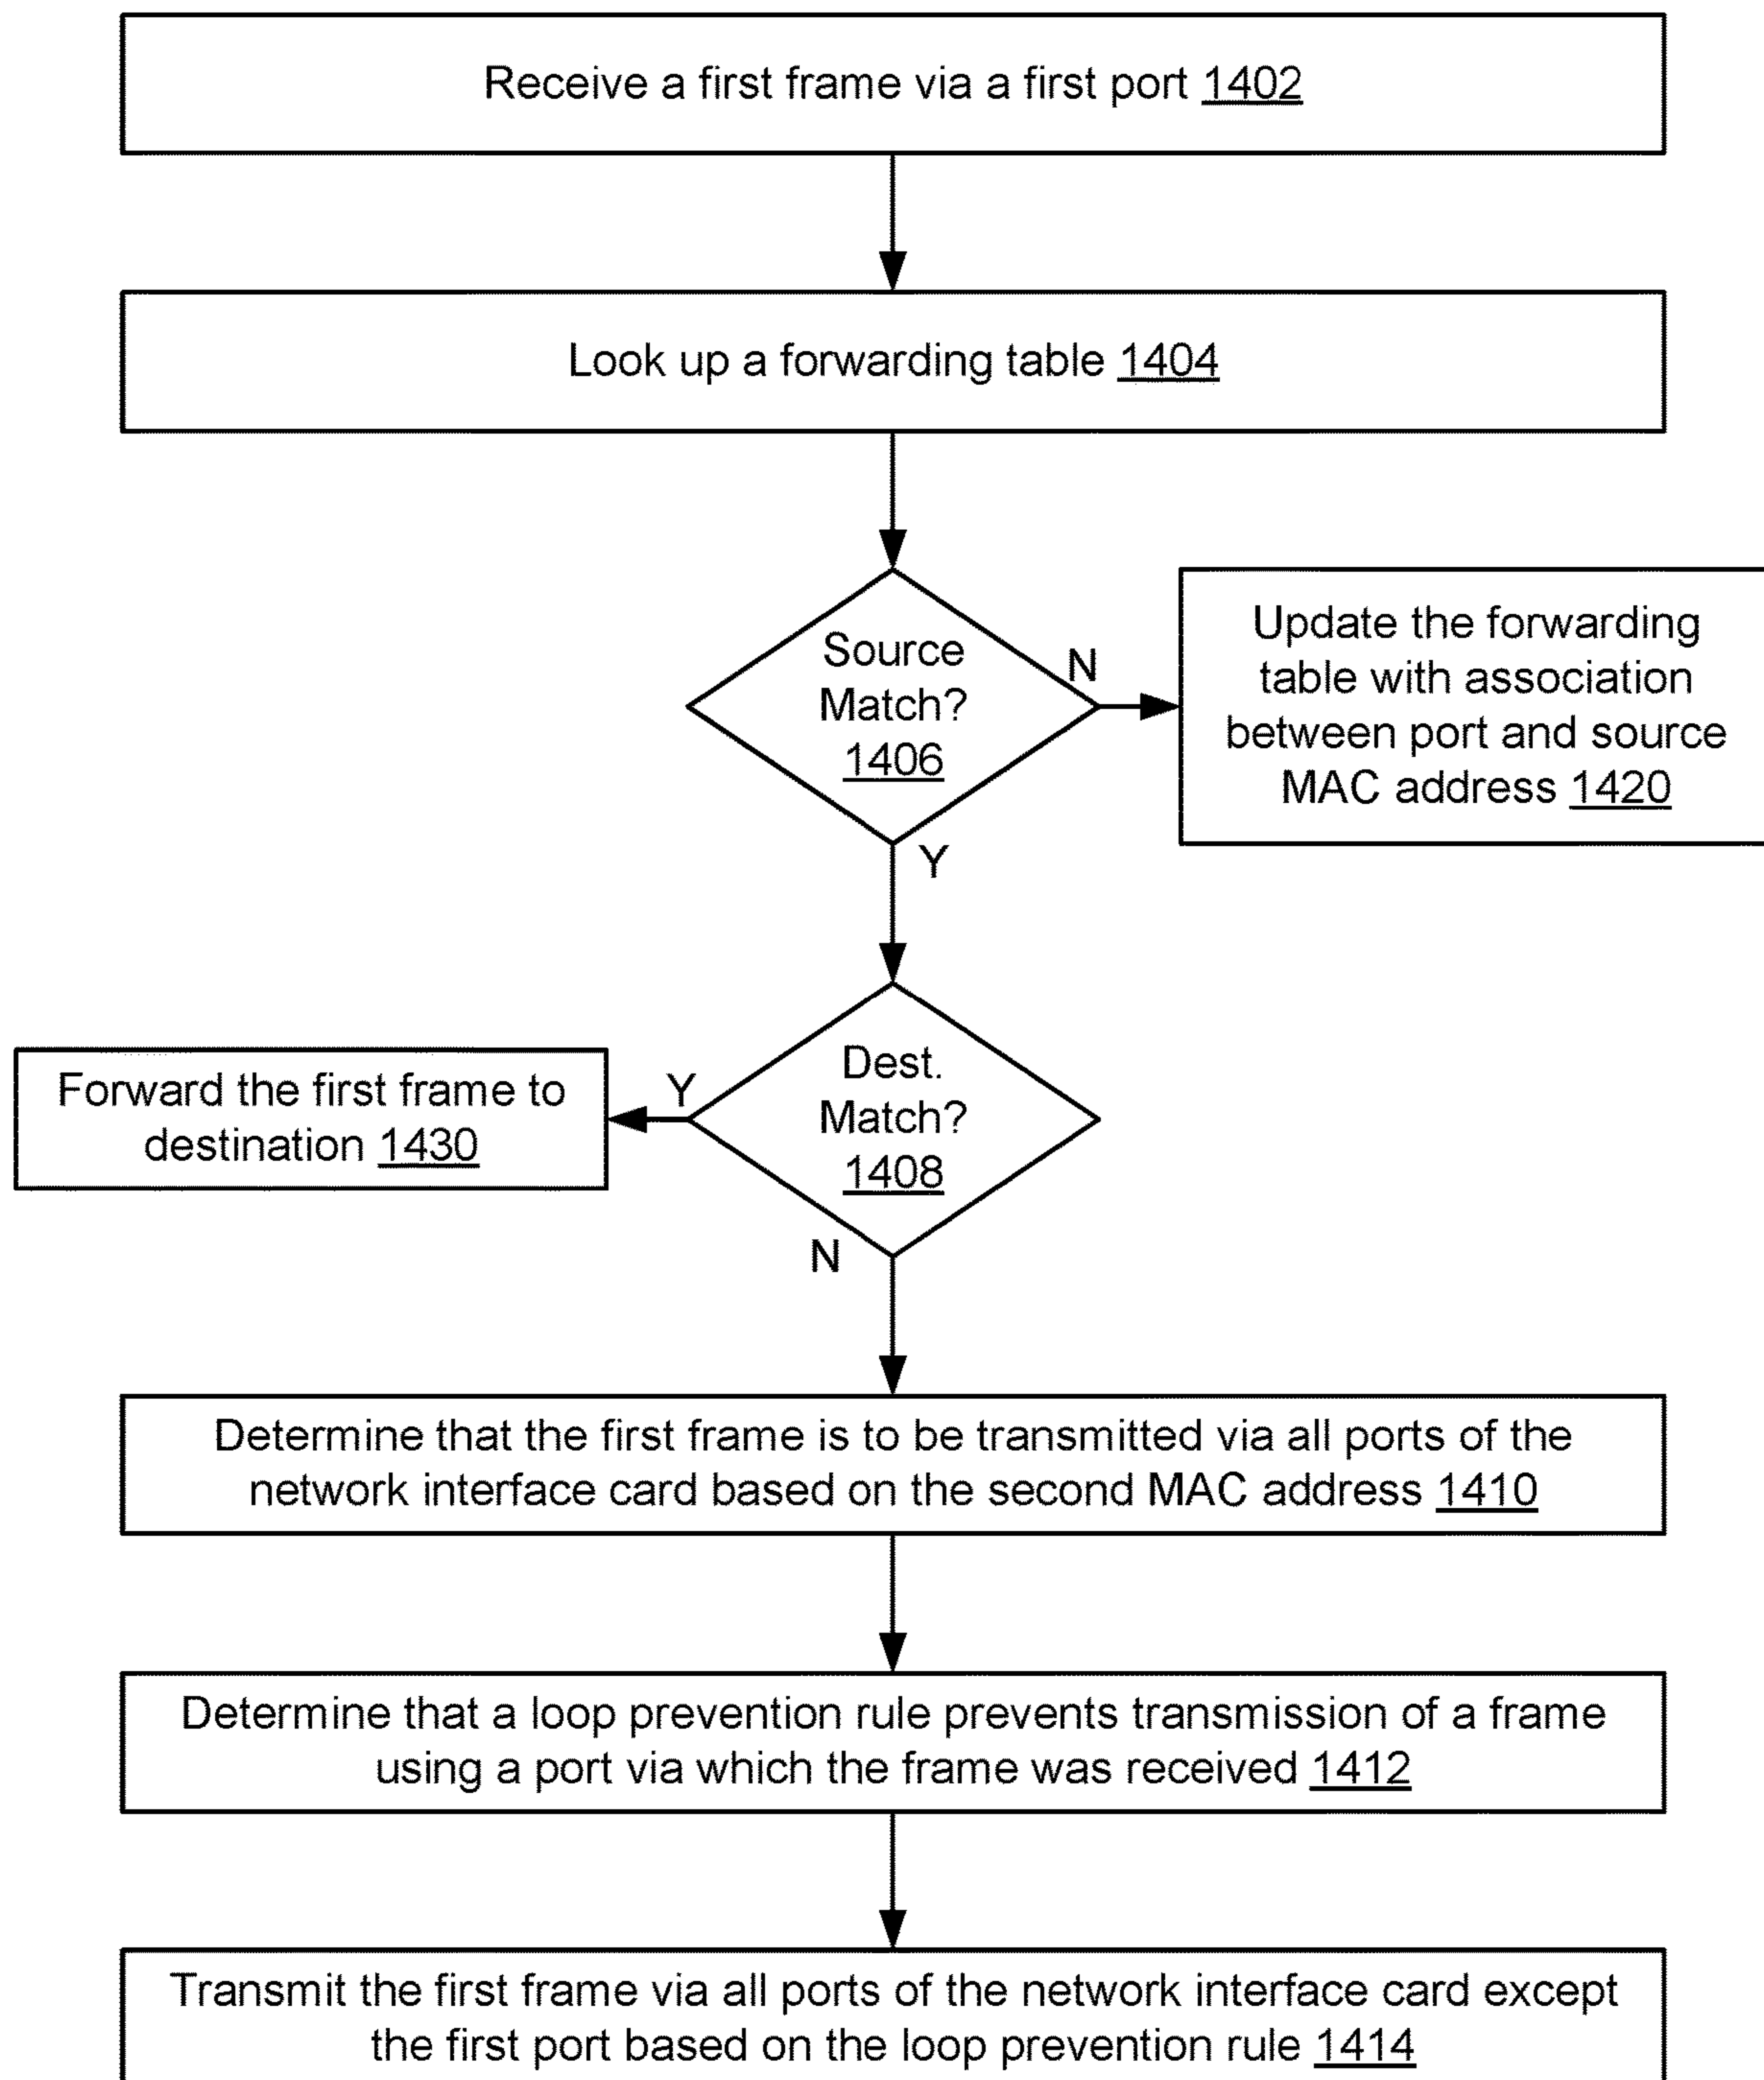 Receive a first frame via a first port 1402
Look up a forwarding table 1404
Source
Match?
1406
N
Update the forwarding
table with association
between port and source
MAC address 1420
Y
Dest.
Match?
1408
Y
Forward the first frame to
destination 1430
N
Determine that the first frame is to be transmitted via all ports of the
network interface card based on the second MAC address 1410
Determine that a loop prevention rule prevents transmission of a frame
using a port via which the frame was received 1412
Transmit the first frame via all ports of the network interface card except
the first port based on the loop prevention rule 1414